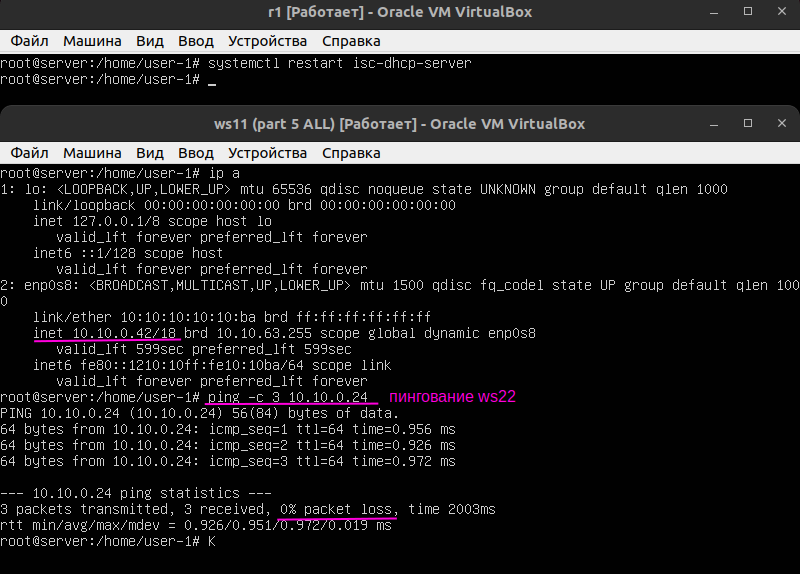 r1 [Работает] - Oracle VM VirtualBox
Файл Машина Вид Ввод Устройства Справка
root@server:/home/user-1# systemctl restart isc-dhcp-server
root@server:/home/user-1# _
ws11 (part 5 ALL) [Работает] - Oracle VM VirtualBox
Файл Машина Вид Ввод Устройства Справка
root@server:/home/user-1# ip a
1: lo: <LOOPBACK,UP,LOWER_UP> mtu 65536 qdisc noqueue state UNKNOWN group default qlen 1000
link/loopback 00:00:00:00:00:00 brd 00:00:00:00:00:00
inet 127.0.0.1/8 scope host lo
valid_lft forever preferred_lft forever
inet6 ::1/128 scope host
valid_lft forever preferred_lft forever
2: enp0s8: <BROADCAST,MULTICAST,UP,LOWER_UP> mtu 1500 qdisc fq_codel state UP group default qlen 100
0
link/ether 10:10:10:10:10:ba brd ff:ff:ff:ff:ff:ff
inet 10.10.0.42/18 brd 10.10.63.255 scope global dynamic enp0s8
valid_lft 599sec preferred_lft 599sec
inet6 fe80::1210:10ff:fe10:10ba/64 scope link
valid_lft forever preferred_lft forever
root@server:/home/user-1# ping -c 3 10.10.0.24 пингование ws22
PING 10.10.0.24 (10.10.0.24) 56(84) bytes of data.
64 bytes from 10.10.0.24: icmp_seq=1 ttl=64 time=0.956 ms
64 bytes from 10.10.0.24: icmp_seq=2 ttl=64 time=0.926 ms
64 bytes from 10.10.0.24: icmp_seq=3 ttl=64 time=0.972 ms
--- 10.10.0.24 ping statistics ---
3 packets transmitted, 3 received, 0% packet loss, time 2003ms
rtt min/avg/max/mdev = 0.926/0.951/0.972/0.019 ms
root@server:/home/user-1# K